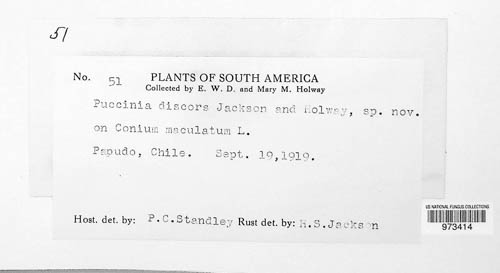 51
No. 51 PLANTS OF SOUTH AMERICA
Collected by E. W. D. and Mary M. Holway
Puccinia discors Jackson and Holway, sp. nov.
on Conium maculatum L.
Papudo, Chile. Sept. 19,1919.
Host. det. by: P.C.Standley Rust det. by: H.S.Jackson
US NATIONAL FUNGUS COLLECTIONS
973414